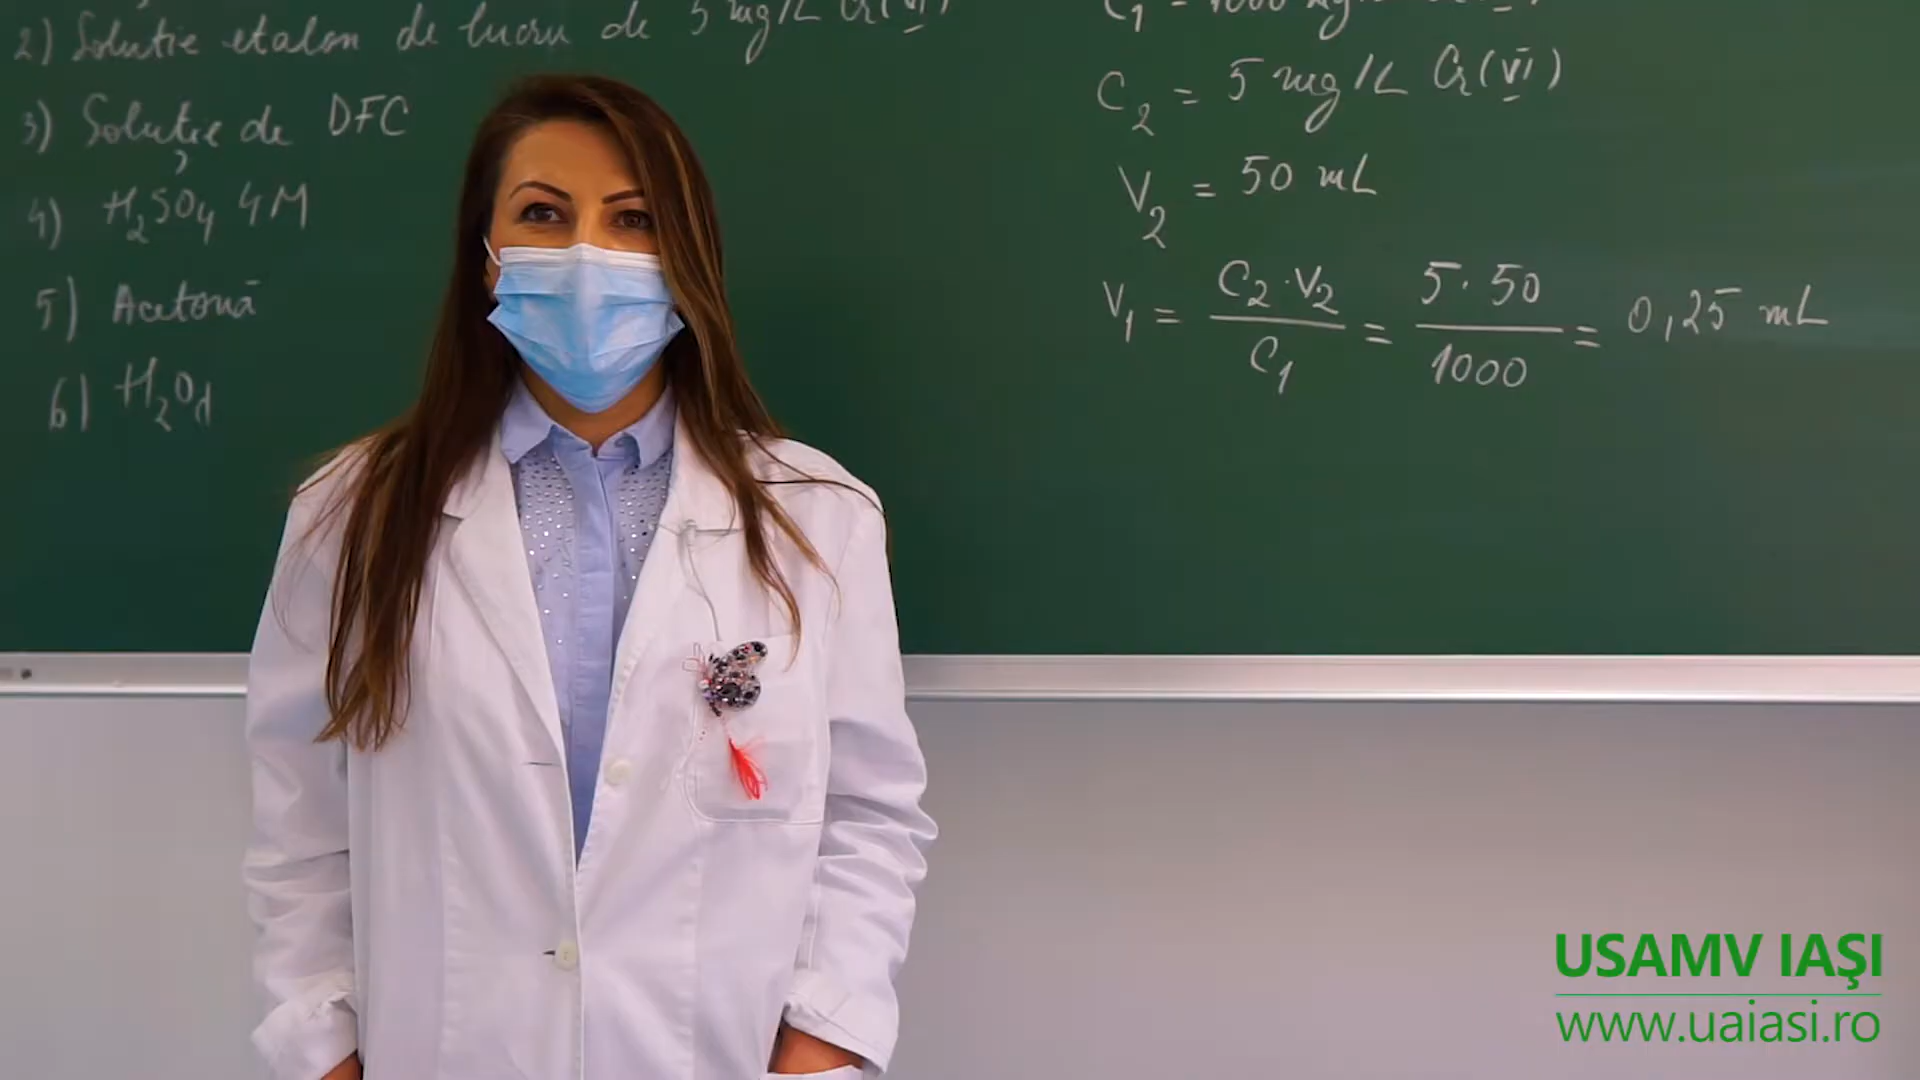 2) Soluție etalon de lucru de 5 mg/L Cr(VI)
3) Soluție de DFC
4) H₂SO₄ 4M
5) Acetonă
6) H₂Od
C₁ = 1000
C₂ = 5 mg/L Cr(VI)
V₂ = 50 mL
V₁ = C₂·V₂ / C₁ = 5·50 / 1000 = 0,25 mL
USAMV IAŞI
www.uaiasi.ro